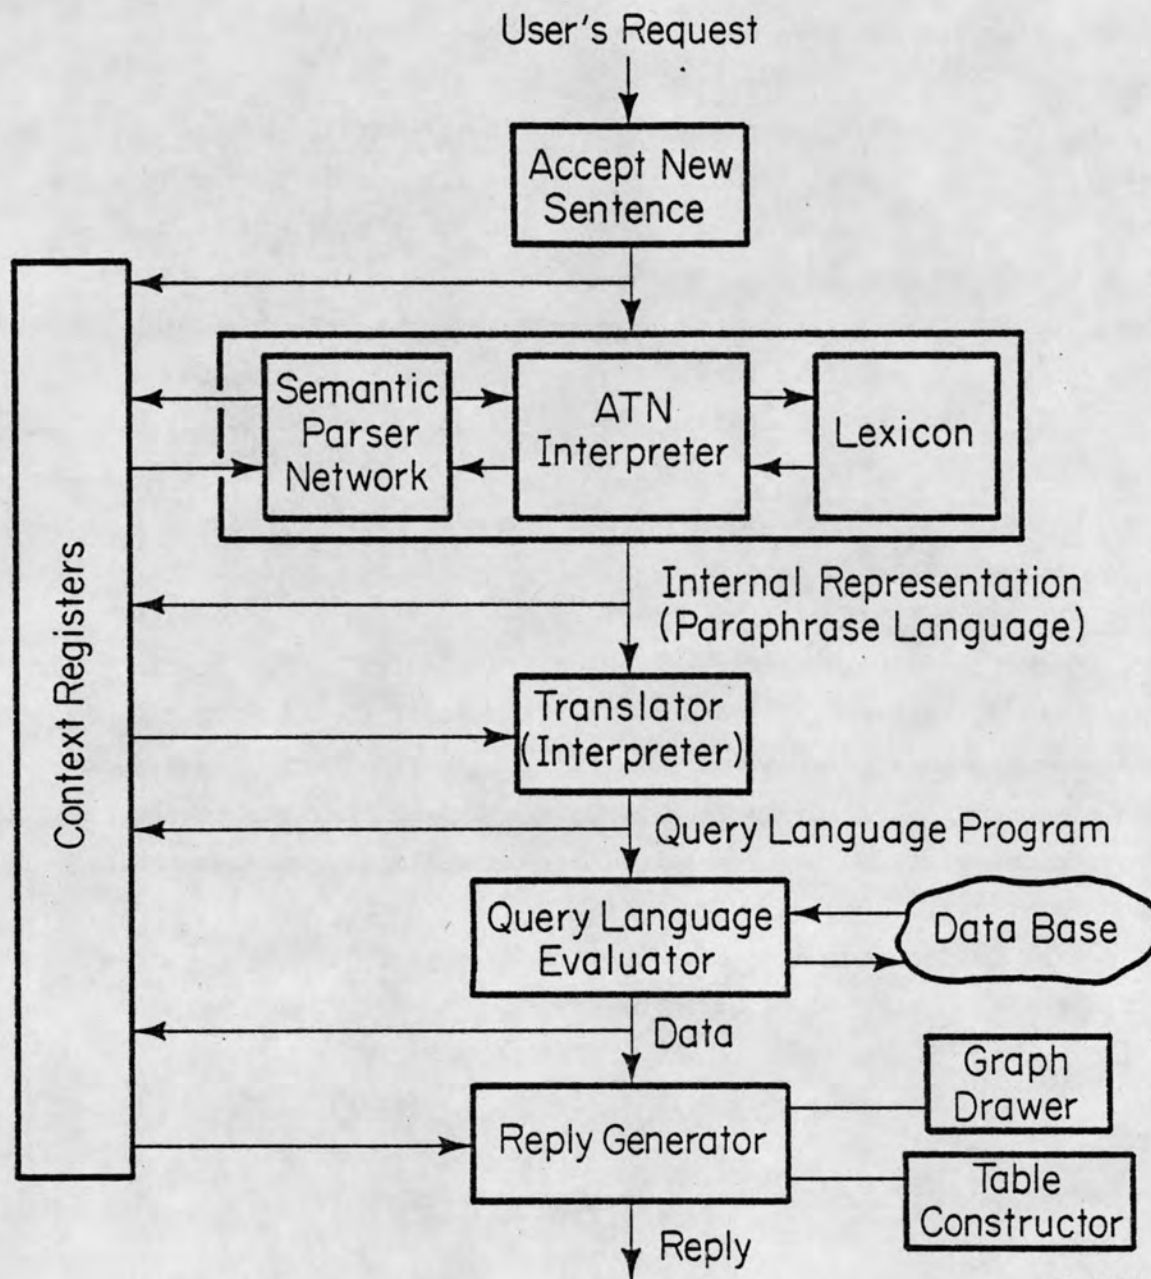 User's Request
Accept New
Sentence
Semantic
Parser
Network
ATN
Interpreter
Lexicon
Context Registers
Internal Representation
(Paraphrase Language)
Translator
(Interpreter)
Query Language Program
Query Language
Evaluator
Data Base
Data
Graph
Drawer
Reply Generator
Table
Constructor
Reply